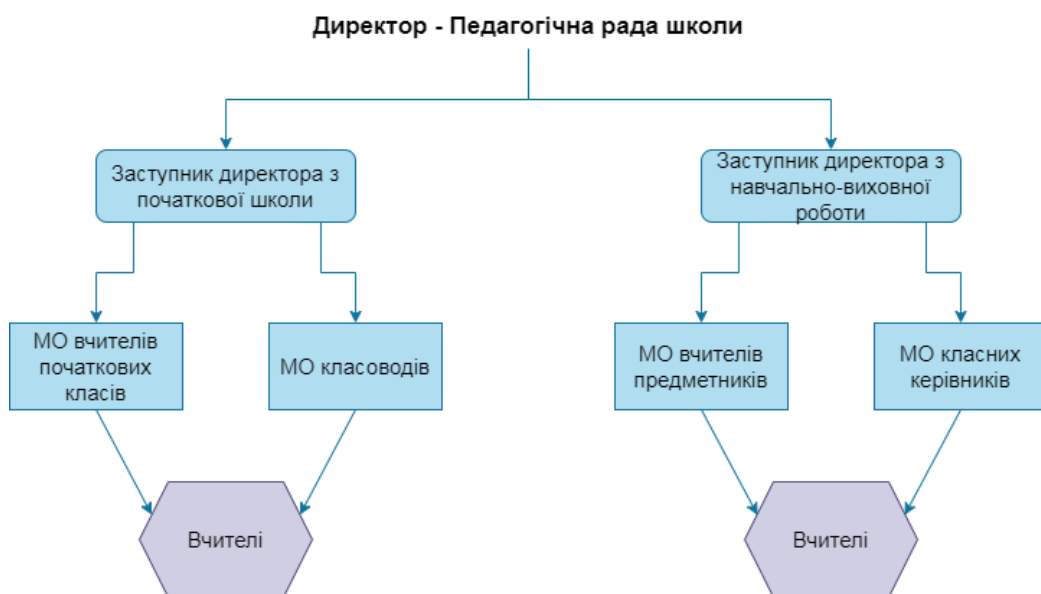 Директор - Педагогічна рада школи
Заступник директора з
початкової школи
Заступник директора з
навчально-виховної
роботи
МО вчителів
початкових
класів
МО класоводів
МО вчителів
предметників
МО класних
керівників
Вчителі
Вчителі